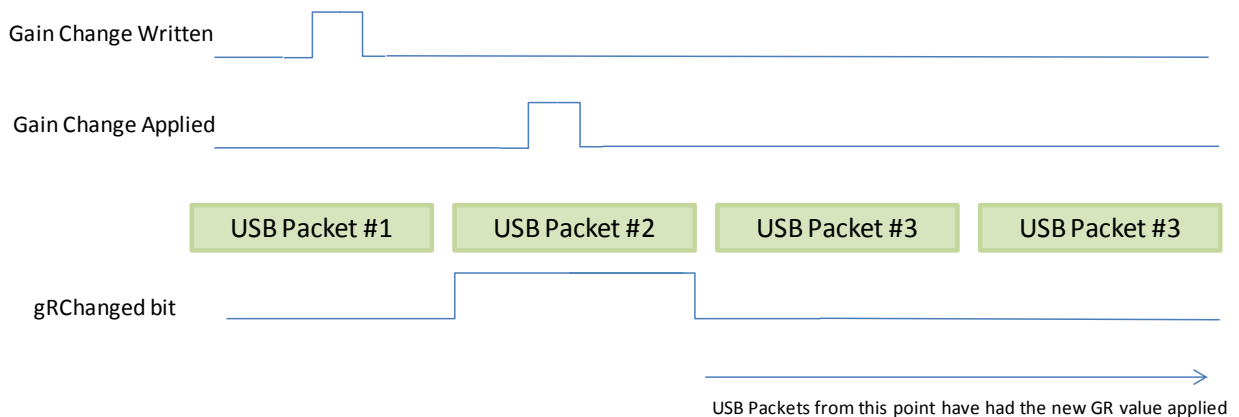 Gain Change Written
Gain Change Applied
USB Packet #1
USB Packet #2
USB Packet #3
USB Packet #3
gRChanged bit
USB Packets from this point have had the new GR value applied